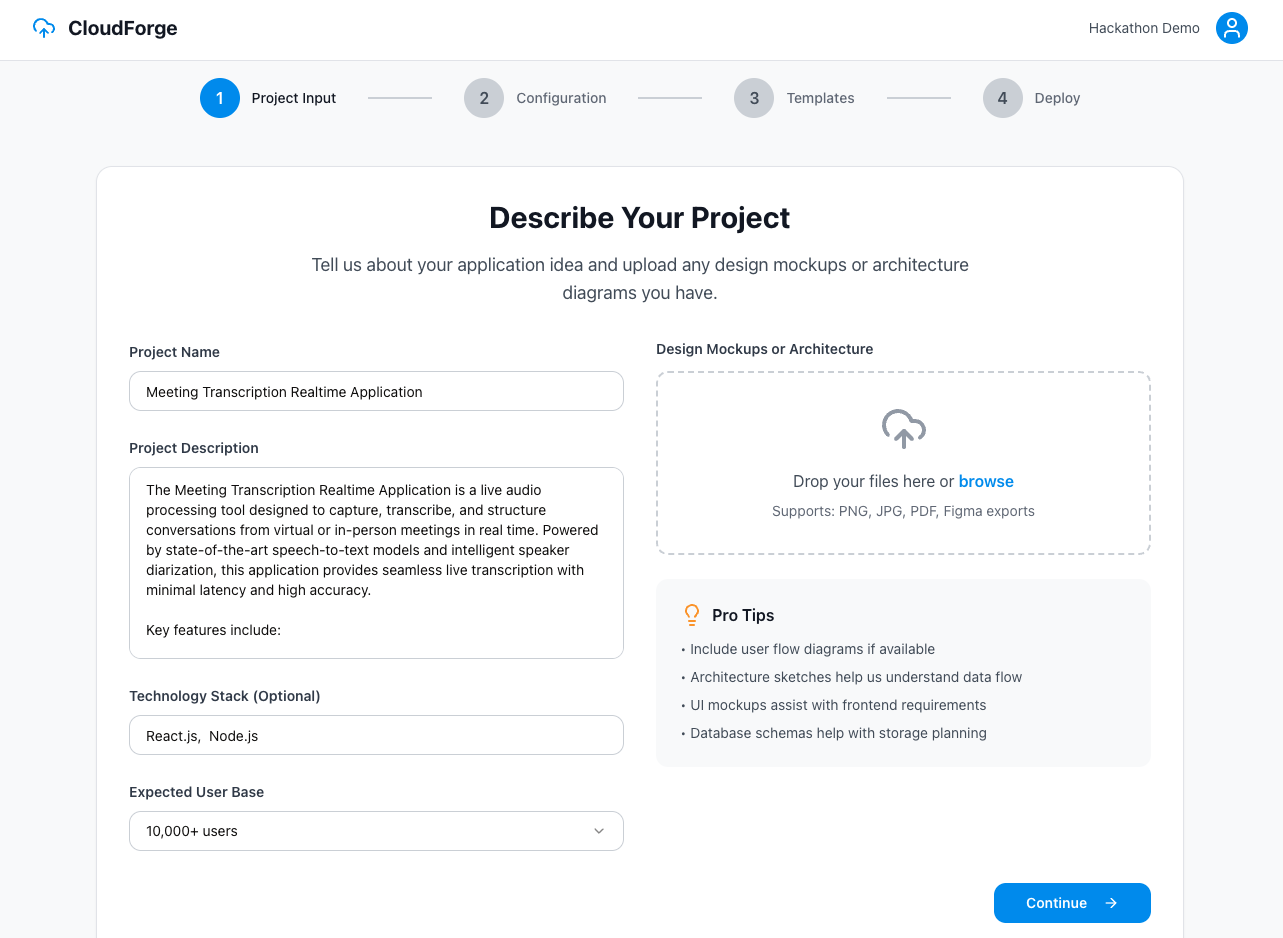 CloudForge
Hackathon Demo
1 Project Input
2 Configuration
3 Templates
4 Deploy
Describe Your Project
Tell us about your application idea and upload any design mockups or architecture
diagrams you have.
Project Name
Meeting Transcription Realtime Application
Project Description
The Meeting Transcription Realtime Application is a live audio
processing tool designed to capture, transcribe, and structure
conversations from virtual or in-person meetings in real time. Powered
by state-of-the-art speech-to-text models and intelligent speaker
diarization, this application provides seamless live transcription with
minimal latency and high accuracy.
Key features include:
Technology Stack (Optional)
React.js,  Node.js
Expected User Base
10,000+ users
Design Mockups or Architecture
Drop your files here or browse
Supports: PNG, JPG, PDF, Figma exports
Pro Tips
• Include user flow diagrams if available
• Architecture sketches help us understand data flow
• UI mockups assist with frontend requirements
• Database schemas help with storage planning
Continue →